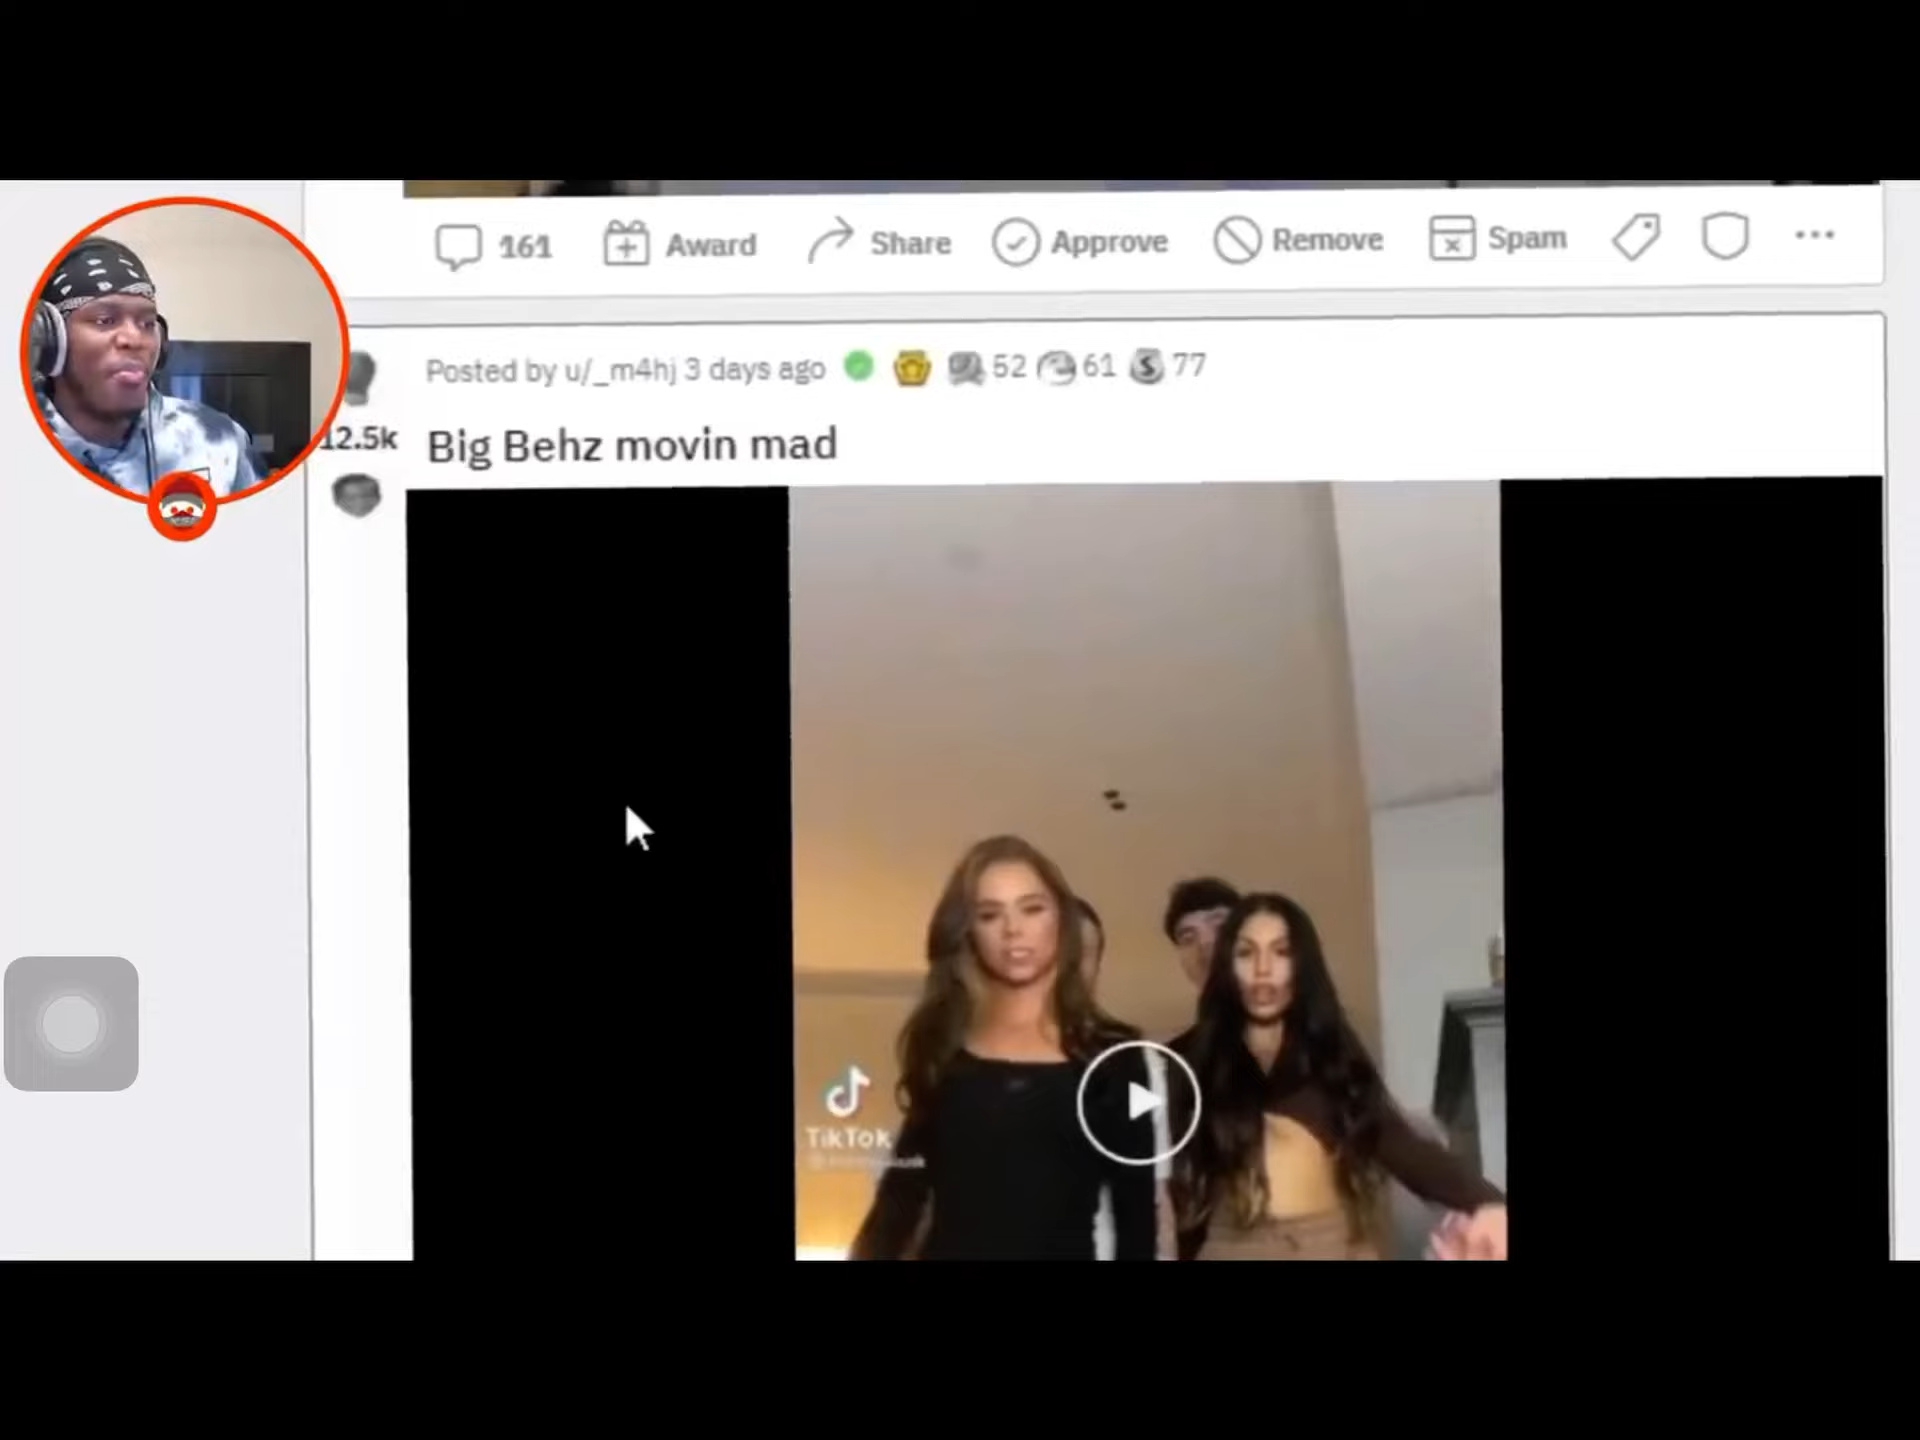 161 Award Share Approve Remove Spam
Posted by u/_m4hj 3 days ago 52 61 77
12.5k Big Behz movin mad
TikTok